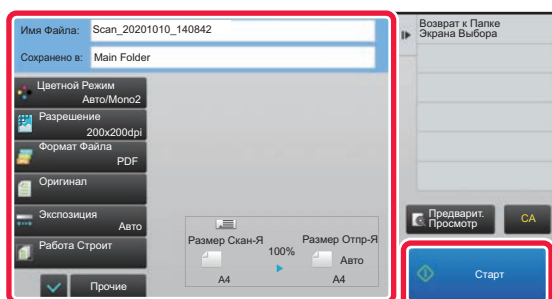 Имя Файла: Scan_20201010_140842
Сохранено в: Main Folder
Цветной Режим
Авто/Mono2
Разрешение
200x200dpi
Формат Файла
PDF
Оригинал
Экспозиция
Авто
Работа Строит
Прочие
Размер Скан-Я
100%
Размер Отпр-Я
Авто
A4
A4
Возврат к Папке
Экрана Выбора
Предварит.
Просмотр
CA
Старт